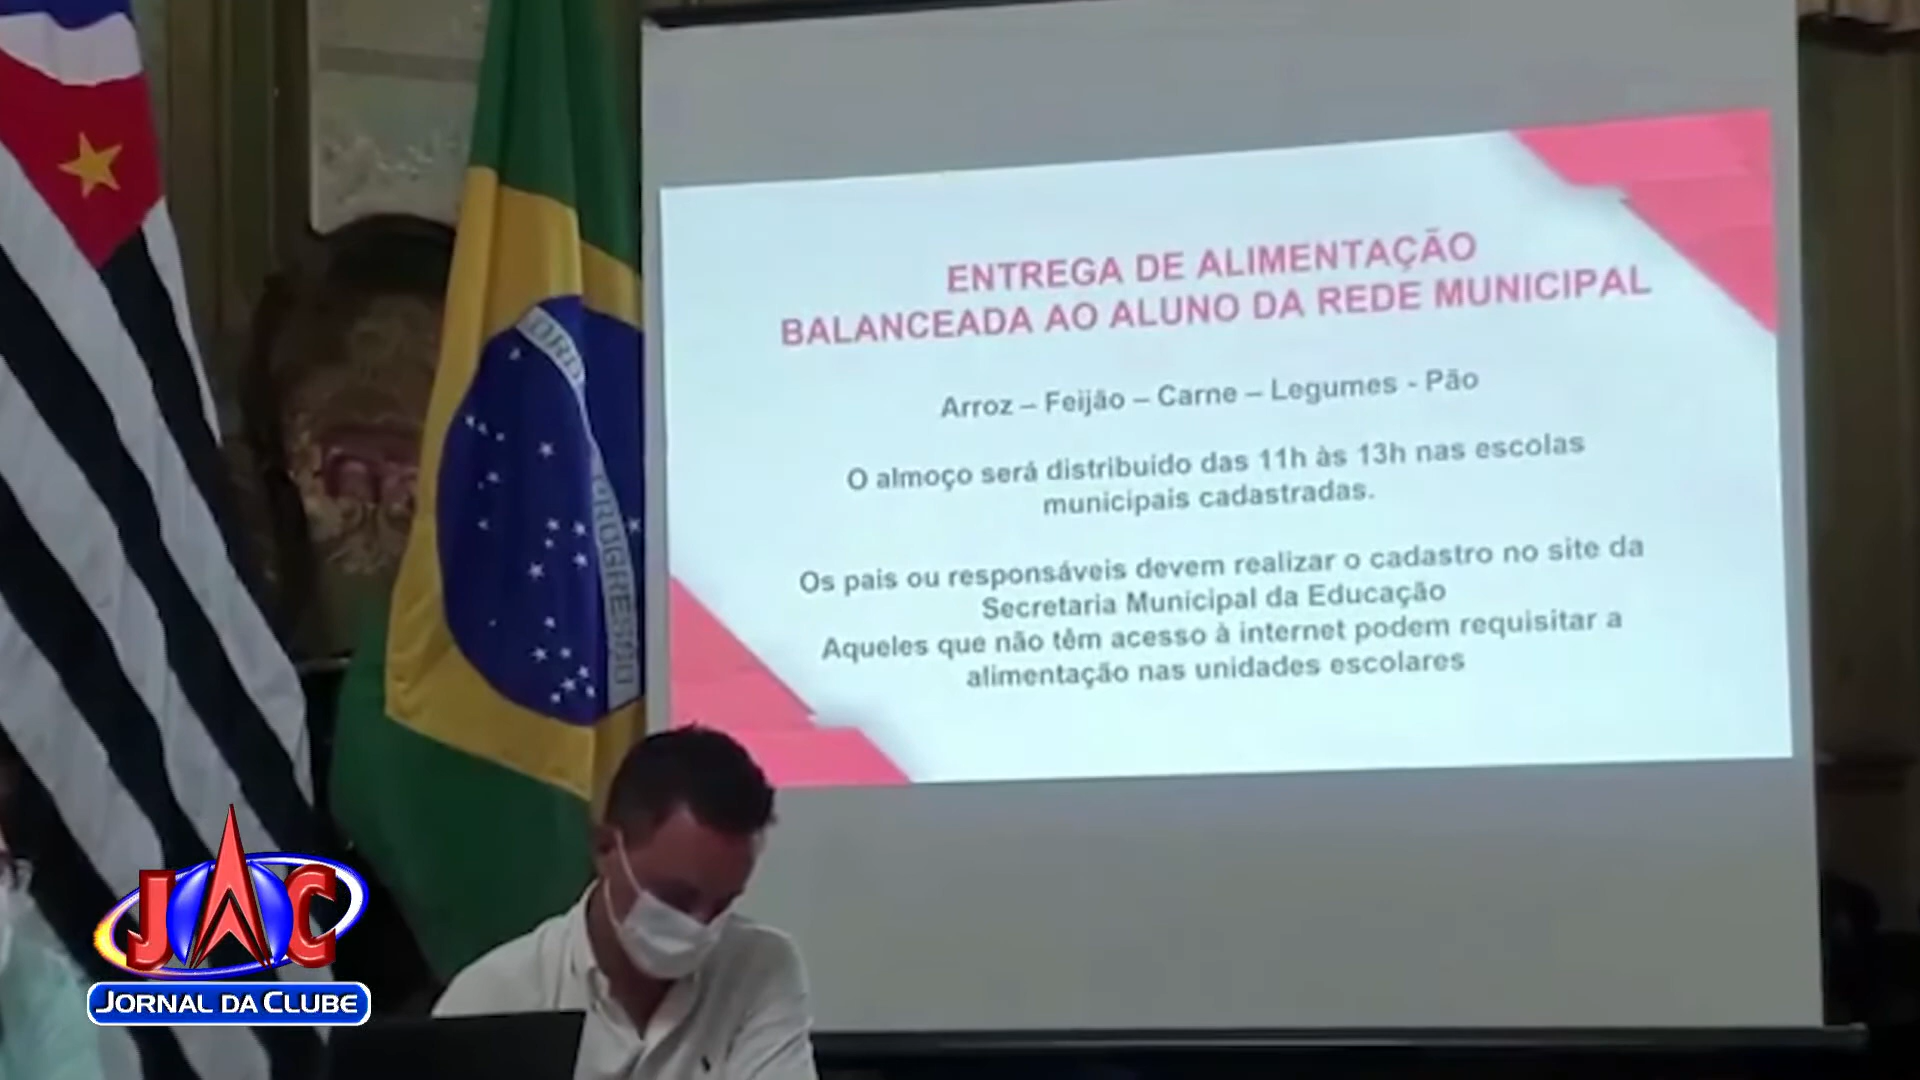 ENTREGA DE ALIMENTAÇÃO
BALANCEADA AO ALUNO DA REDE MUNICIPAL
Arroz – Feijão – Carne – Legumes - Pão
O almoço será distribuido das 11h às 13h nas escolas
municipais cadastradas.
Os pais ou responsáveis devem realizar o cadastro no site da
Secretaria Municipal da Educação
Aqueles que não têm acesso à internet podem requisitar a
alimentação nas unidades escolares
ORD
PROGRESSO
JAC
JORNAL DA CLUBE